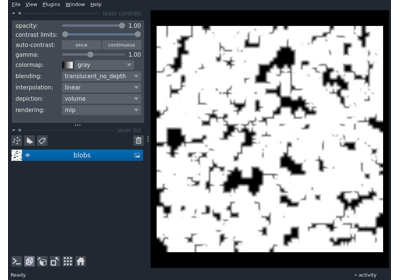 File View Plugins Window Help
layer controls
opacity: 1.00
contrast limits:
auto-contrast: once continuous
gamma: 1.00
colormap: gray
blending: translucent_no_depth
interpolation: linear
depiction: volume
rendering: mip
layer list
blobs
Ready activity